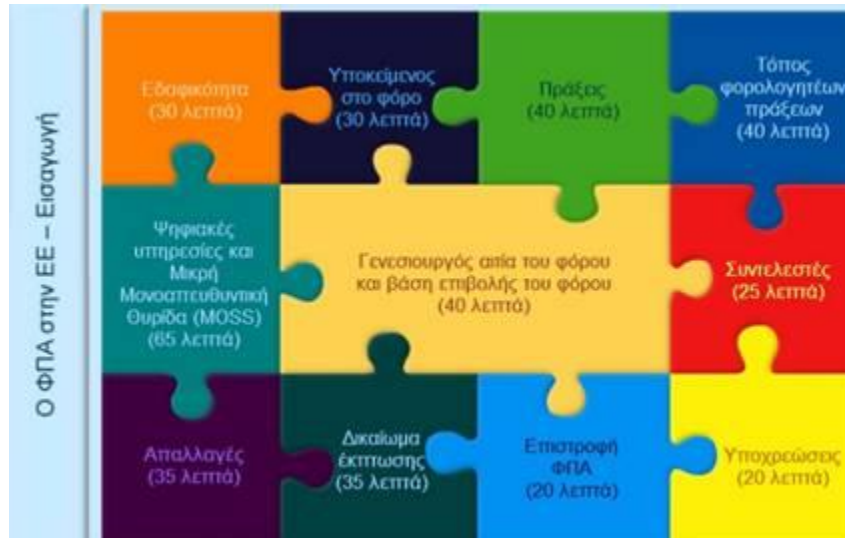 Ο ΦΠΑ στην ΕΕ – Εισαγωγή
Εδαφικότητα
(30 λεπτά)
Υποκείμενος
στο φόρο
(30 λεπτά)
Πράξεις
(40 λεπτά)
Τόπος
φορολογητέων
πράξεων
(40 λεπτά)
Ψηφιακές
υπηρεσίες και
Μικρή
Μονοαπευθυντική
Θυρίδα (MOSS)
(65 λεπτά)
Γενεσιουργός αιτία του φόρου
και βάση επιβολής του φόρου
(40 λεπτά)
Συντελεστές
(25 λεπτά)
Απαλλαγές
(35 λεπτά)
Δικαίωμα
έκπτωσης
(35 λεπτά)
Επιστροφή
ΦΠΑ
(20 λεπτά)
Υποχρεώσεις
(20 λεπτά)